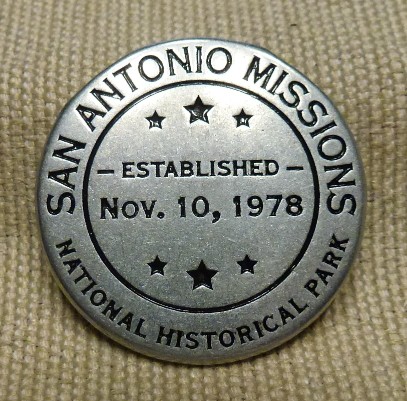 SAN ANTONIO MISSIONS
– ESTABLISHED –
NOV. 10, 1978
NATIONAL HISTORICAL PARK